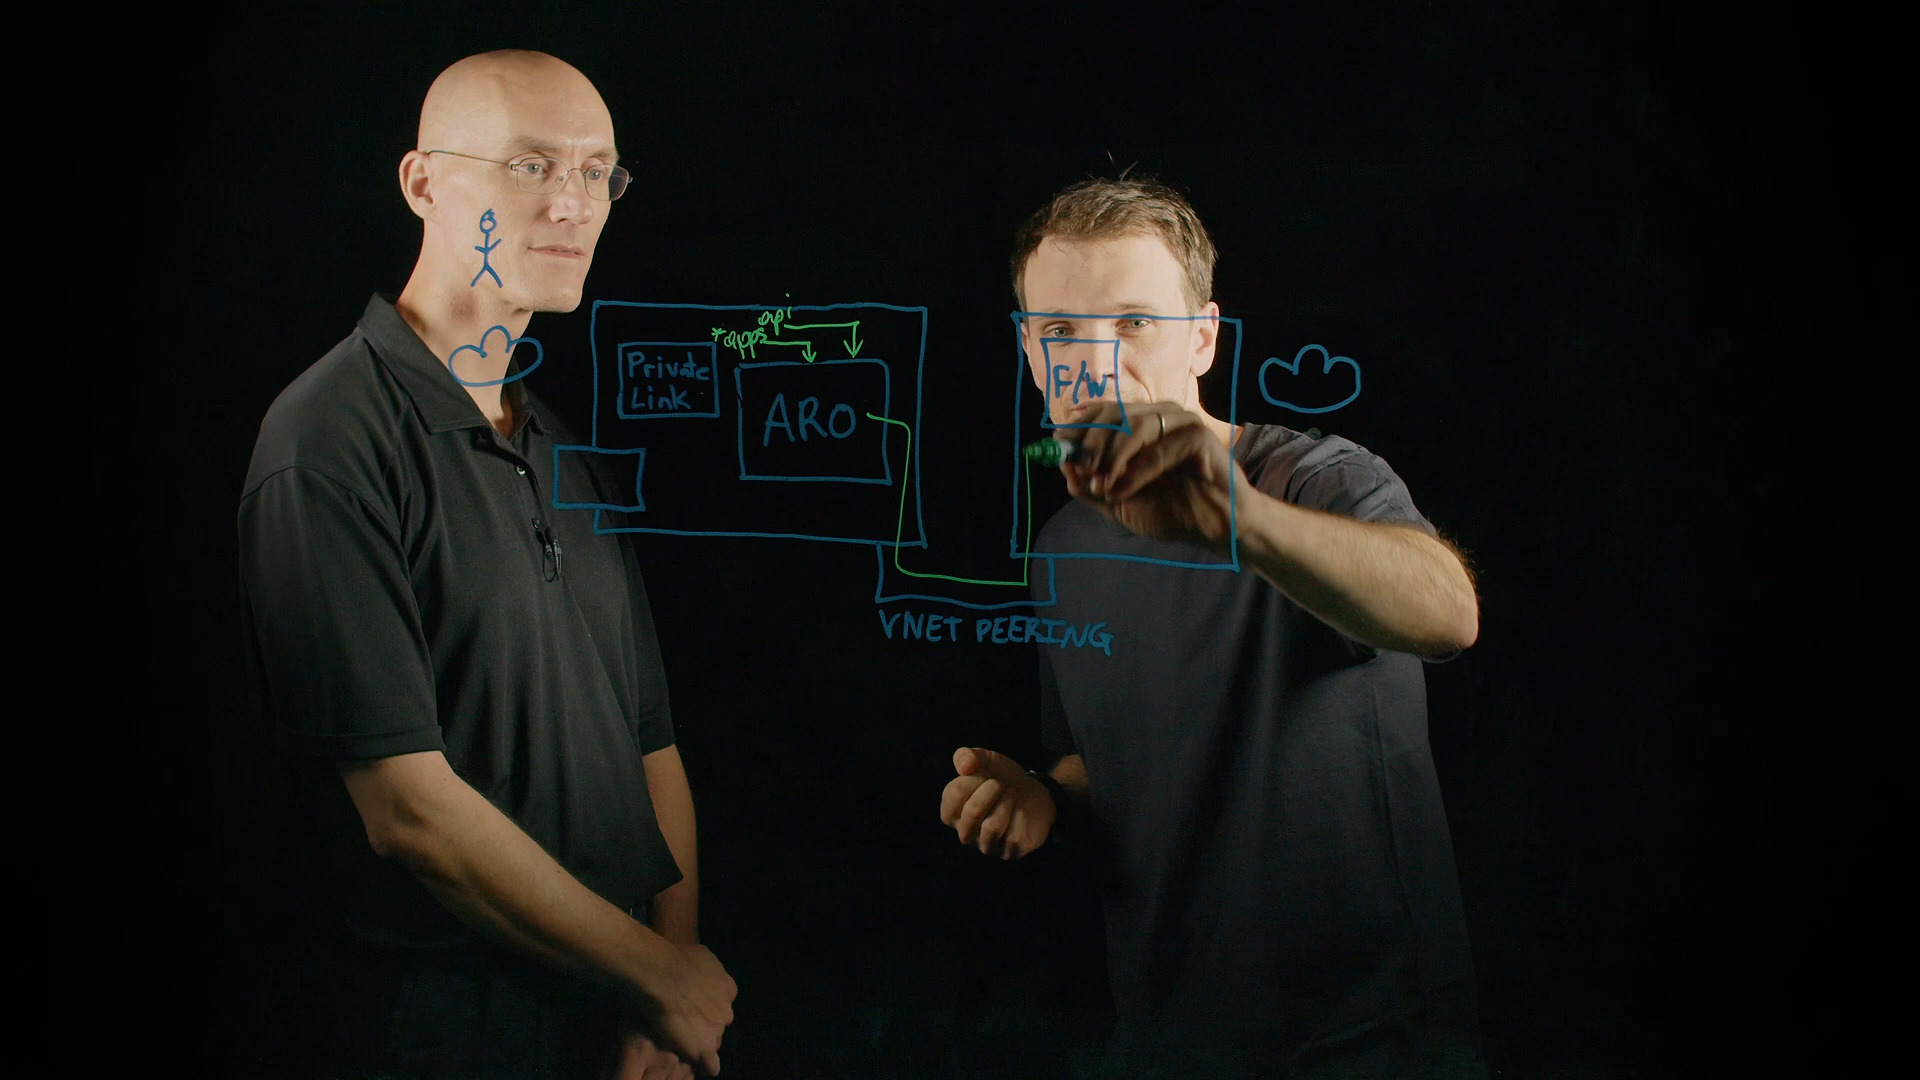 api
*apps
Private
Link
ARO
F/W
VNET PEERING